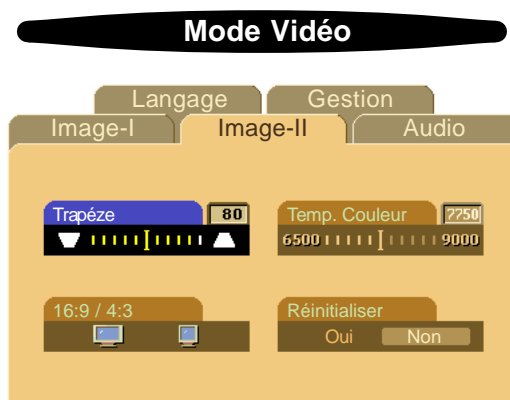 Mode Vidéo
Langage Gestion
Image-I Image-II Audio
Trapéze 80
Temp. Couleur 7750
6500 9000
16:9 / 4:3
Réinitialiser
Oui Non